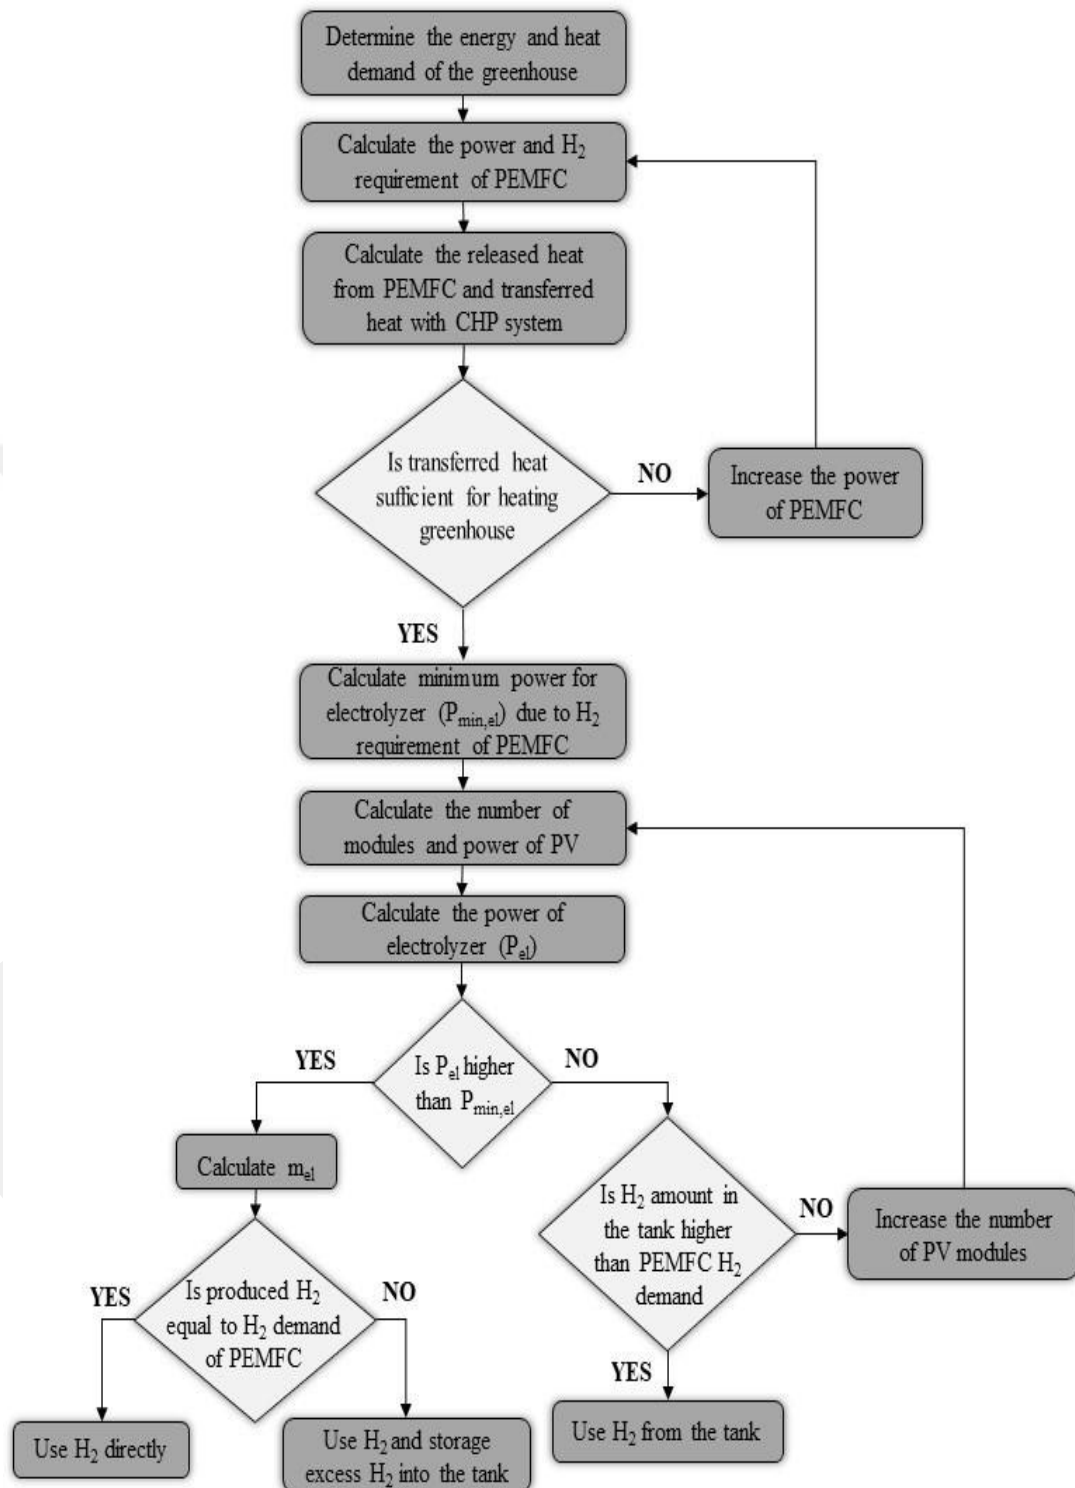 Determine the energy and heat
demand of the greenhouse
Calculate the power and H₂
requirement of PEMFC
Calculate the released heat
from PEMFC and transferred
heat with CHP system
Is transferred heat
sufficient for heating
greenhouse
NO
Increase the power
of PEMFC
YES
Calculate minimum power for
electrolyzer (Pmin,el) due to H₂
requirement of PEMFC
Calculate the number of
modules and power of PV
Calculate the power of
electrolyzer (Pel)
Is Pel higher
than Pmin,el
YES
NO
Calculate mel
Is H₂ amount in
the tank higher
than PEMFC H₂
demand
NO
Increase the number
of PV modules
Is produced H₂
equal to H₂ demand
of PEMFC
YES
NO
YES
Use H₂ directly
Use H₂ and storage
excess H₂ into the tank
Use H₂ from the tank